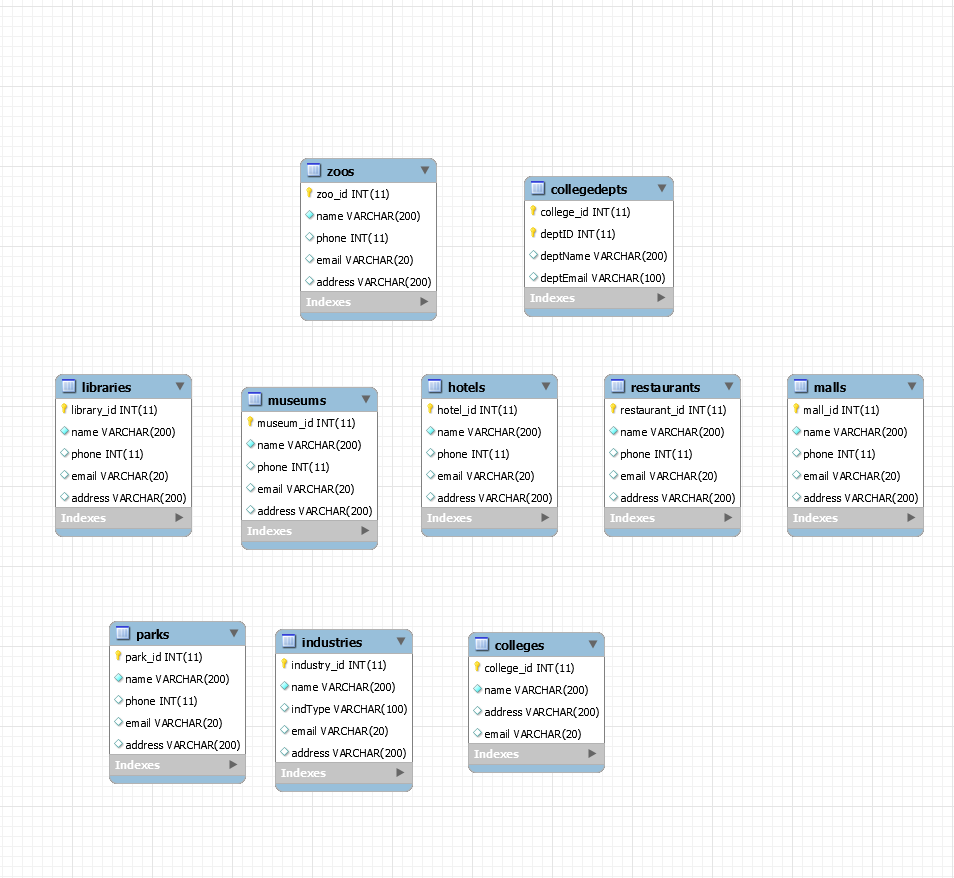 zoos
zoo_id INT(11)
name VARCHAR(200)
phone INT(11)
email VARCHAR(20)
address VARCHAR(200)
Indexes
collegedepts
college_id INT(11)
deptID INT(11)
deptName VARCHAR(200)
deptEmail VARCHAR(100)
Indexes
libraries
library_id INT(11)
name VARCHAR(200)
phone INT(11)
email VARCHAR(20)
address VARCHAR(200)
Indexes
museums
museum_id INT(11)
name VARCHAR(200)
phone INT(11)
email VARCHAR(20)
address VARCHAR(200)
Indexes
hotels
hotel_id INT(11)
name VARCHAR(200)
phone INT(11)
email VARCHAR(20)
address VARCHAR(200)
Indexes
restaurants
restaurant_id INT(11)
name VARCHAR(200)
phone INT(11)
email VARCHAR(20)
address VARCHAR(200)
Indexes
malls
mall_id INT(11)
name VARCHAR(200)
phone INT(11)
email VARCHAR(20)
address VARCHAR(200)
Indexes
parks
park_id INT(11)
name VARCHAR(200)
phone INT(11)
email VARCHAR(20)
address VARCHAR(200)
Indexes
industries
industry_id INT(11)
name VARCHAR(200)
indType VARCHAR(100)
email VARCHAR(20)
address VARCHAR(200)
Indexes
colleges
college_id INT(11)
name VARCHAR(200)
address VARCHAR(200)
email VARCHAR(20)
Indexes